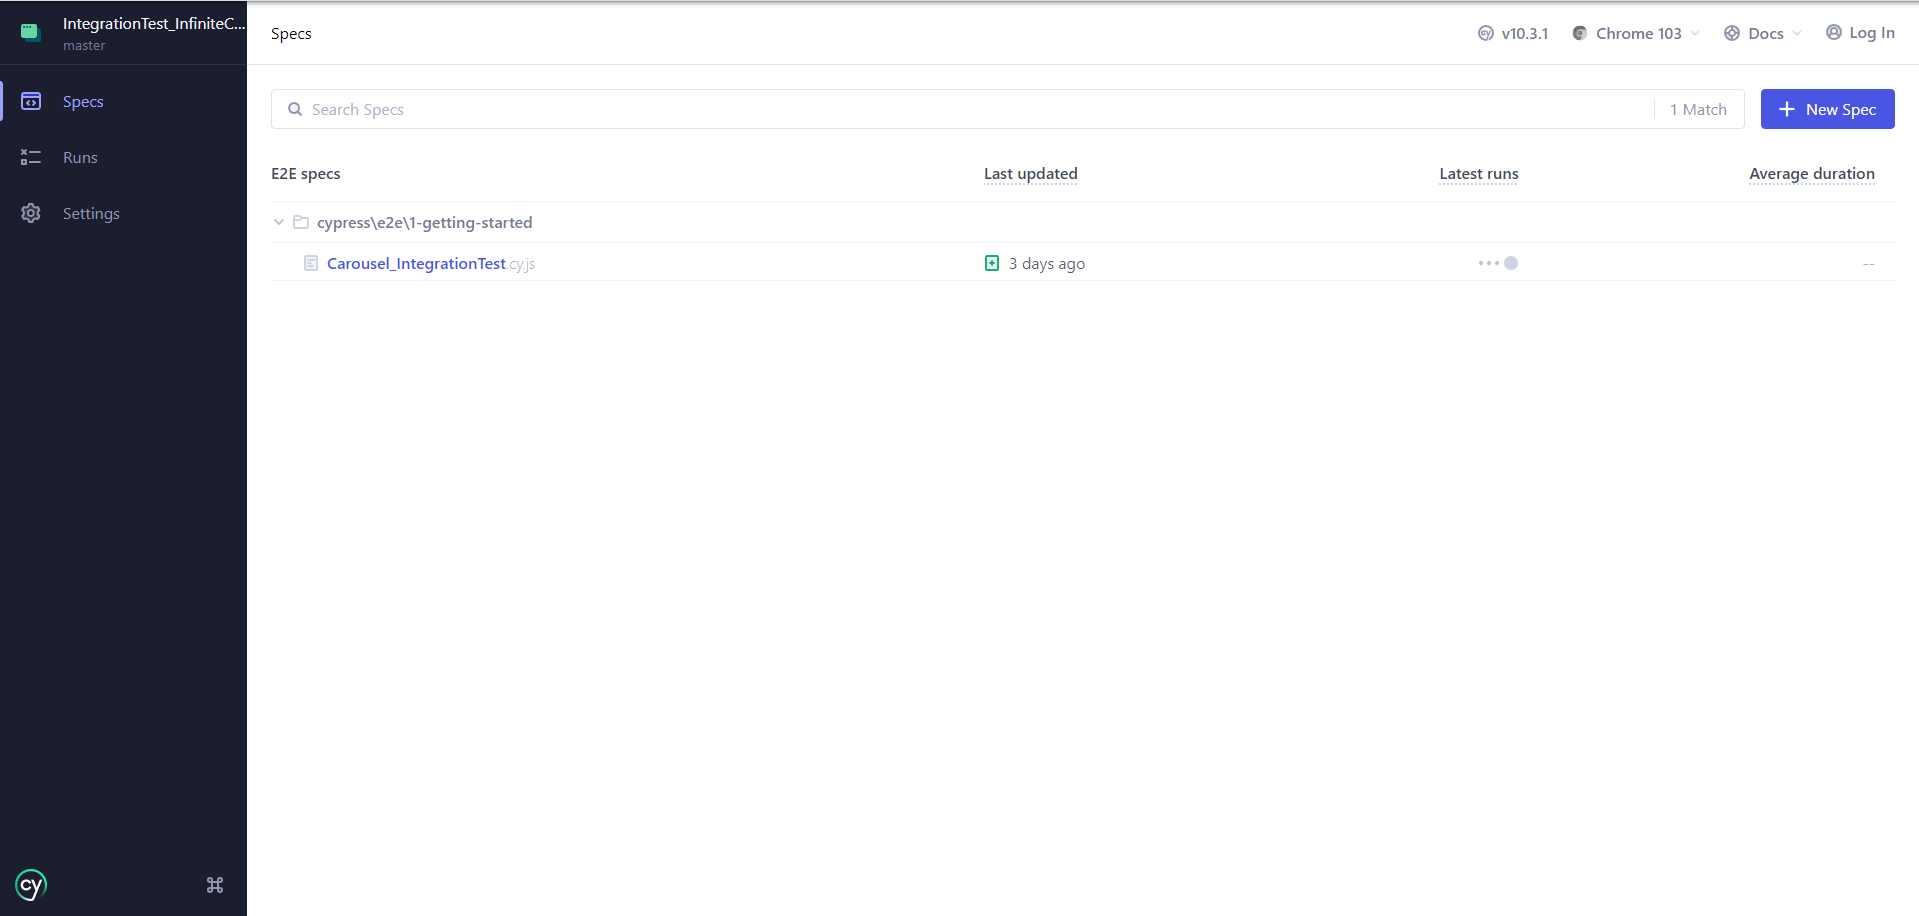 IntegrationTest_InfiniteC...
master
Specs
Runs
Settings
cy
Specs
v10.3.1
Chrome 103
Docs
Log In
Search Specs
1 Match
New Spec
E2E specs
Last updated
Latest runs
Average duration
cypress\e2e\1-getting-started
Carousel_IntegrationTest.cy.js
3 days ago
--